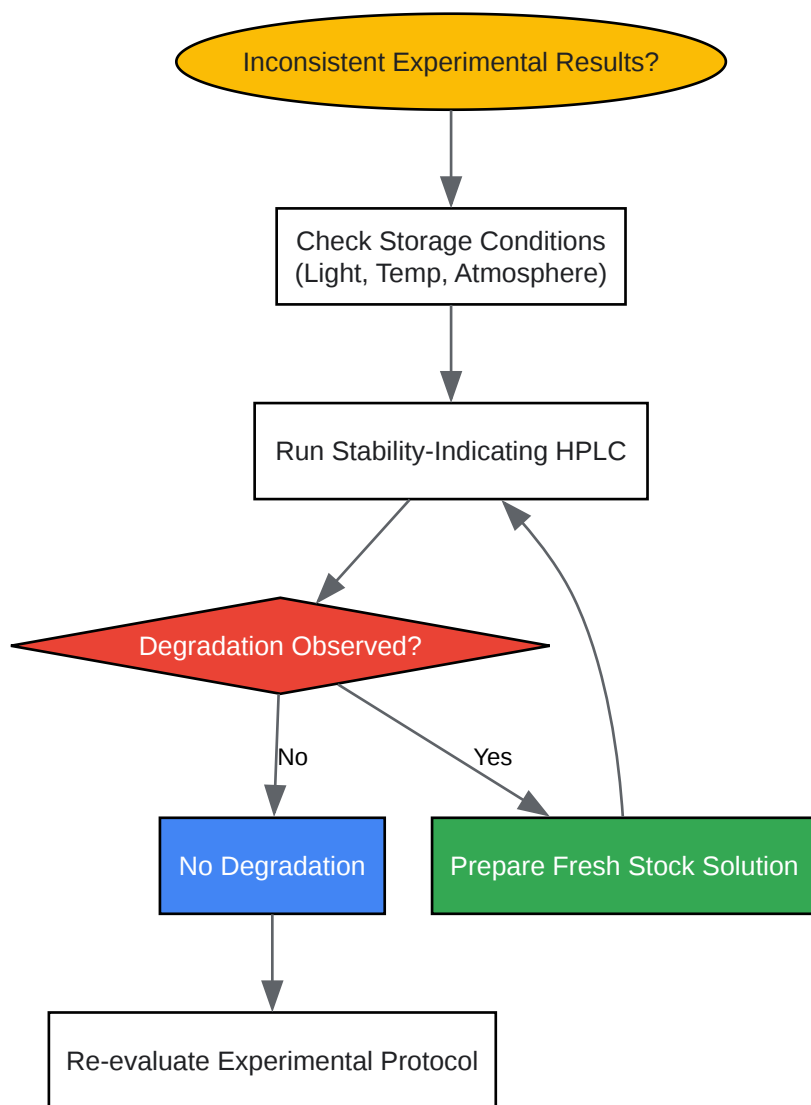 Inconsistent Experimental Results?
Check Storage Conditions
(Light, Temp, Atmosphere)
Run Stability-Indicating HPLC
Degradation Observed?
No
Yes
No Degradation
Prepare Fresh Stock Solution
Re-evaluate Experimental Protocol